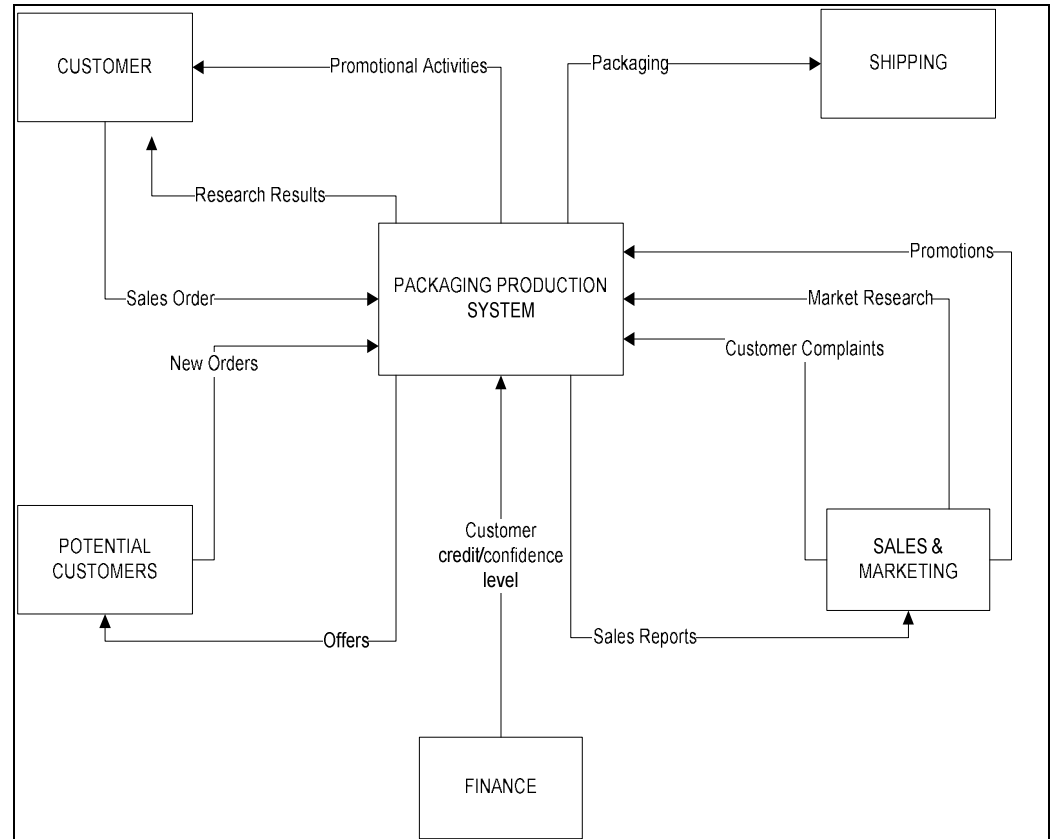 CUSTOMER
Promotional Activities
Packaging
SHIPPING
Research Results
Promotions
PACKAGING PRODUCTION
SYSTEM
Sales Order
Market Research
Customer Complaints
New Orders
POTENTIAL
CUSTOMERS
Customer
credit/confidence
level
SALES &
MARKETING
Offers
Sales Reports
FINANCE